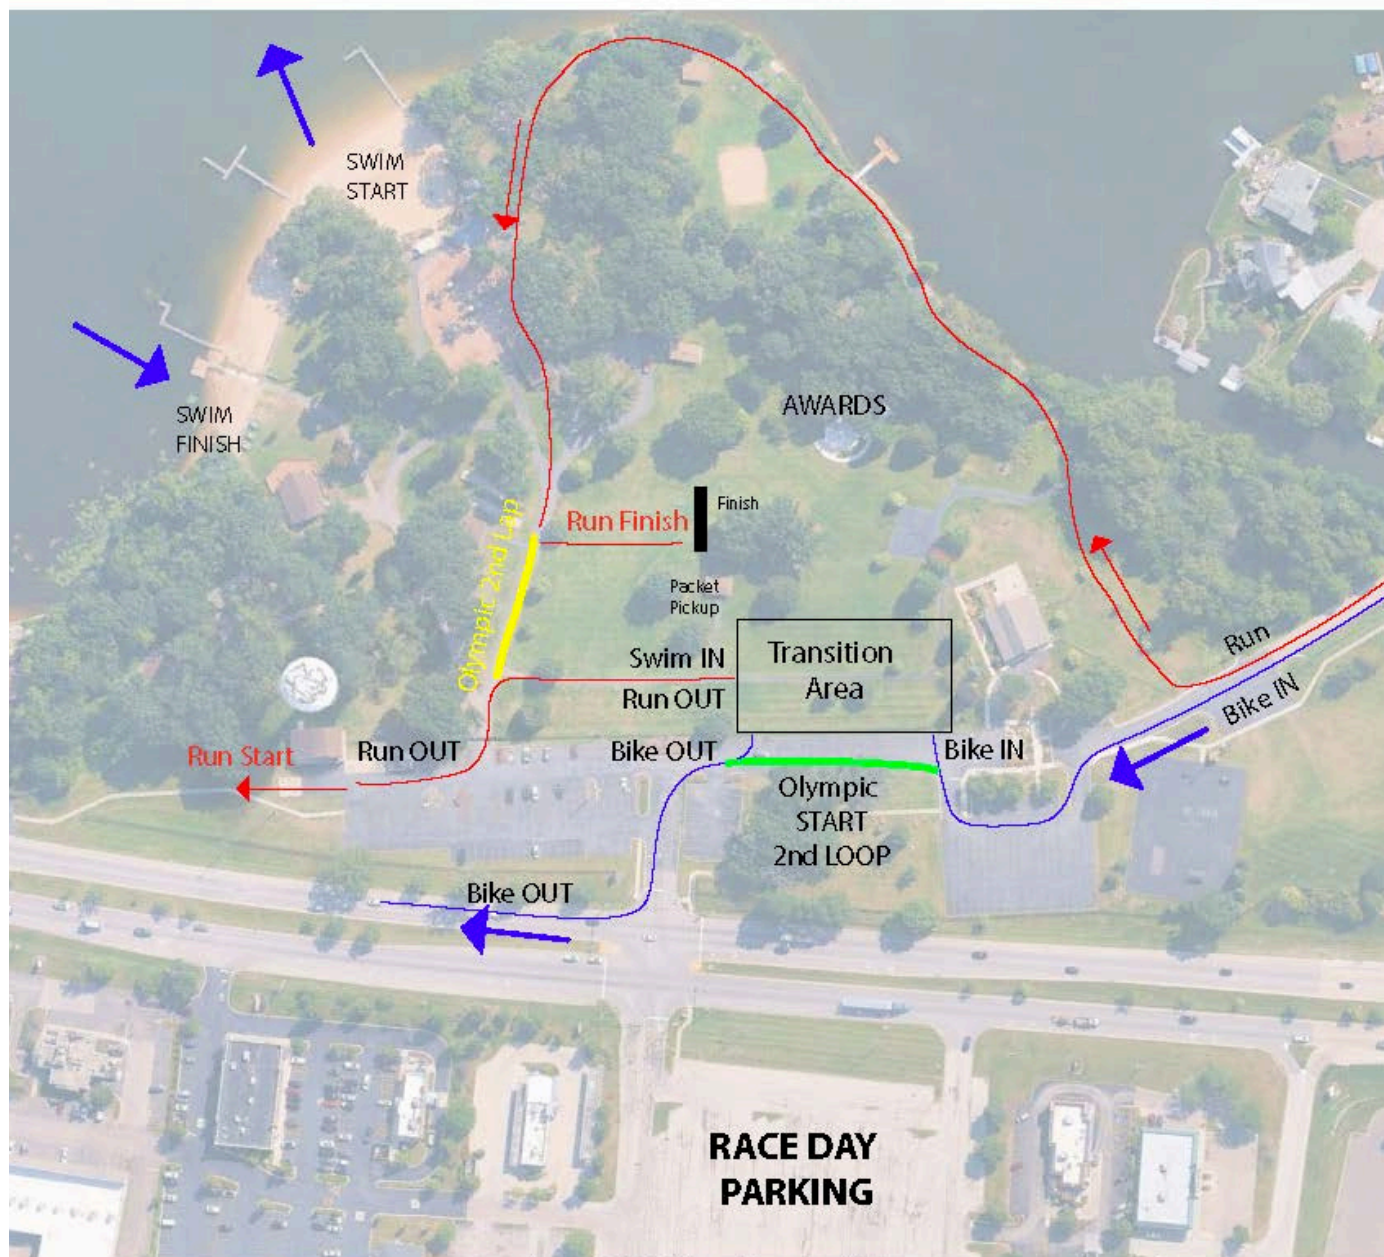 SWIM
START
SWIM
FINISH
AWARDS
Run Finish
Finish
Olympic 2nd Lap
Packet
Pickup
Swim IN
Run OUT
Transition
Area
Run
Bike IN
Run Start
Run OUT
Bike OUT
Bike IN
Olympic
START
2nd LOOP
Bike OUT
RACE DAY
PARKING